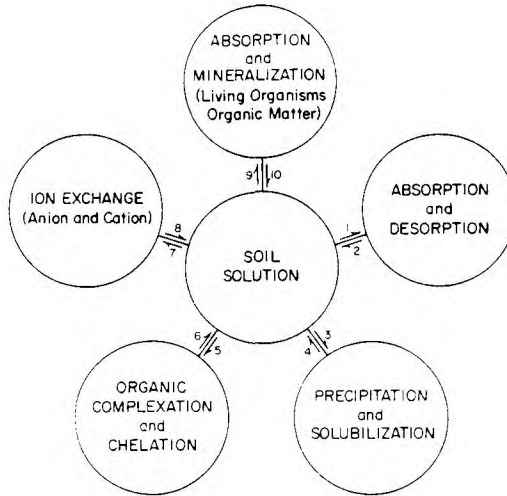 ABSORPTION
and
MINERALIZATION
(Living Organisms
Organic Matter)
9 10
ION EXCHANGE
(Anion and Cation)
8
7
SOIL
SOLUTION
1
2
ABSORPTION
and
DESORPTION
6
5
3
4
ORGANIC
COMPLEXATION
and
CHELATION
PRECIPITATION
and
SOLUBILIZATION